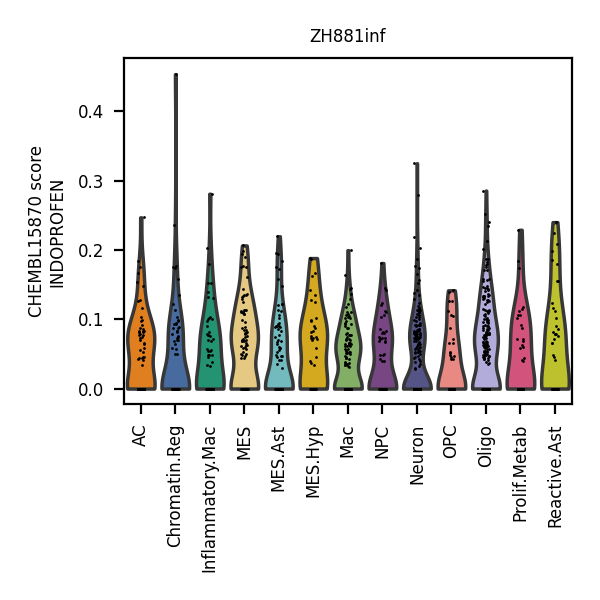 ZH881inf
CHEMBL15870 score
INDOPROFEN
0.4
0.3
0.2
0.1
0.0
AC
Chromatin.Reg
Inflammatory.Mac
MES
MES.Ast
MES.Hyp
Mac
NPC
Neuron
OPC
Oligo
Prolif.Metab
Reactive.Ast